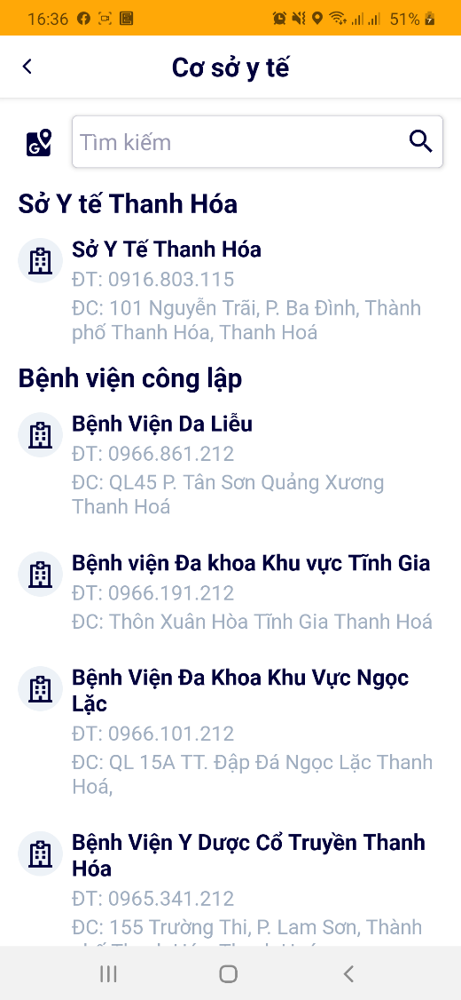 16:36
51%
Cơ sở y tế
G
Tìm kiếm
Sở Y tế Thanh Hóa
Sở Y Tế Thanh Hóa
ĐT: 0916.803.115
ĐC: 101 Nguyễn Trãi, P. Ba Đình, Thành
phố Thanh Hóa, Thanh Hoá
Bệnh viện công lập
Bệnh Viện Da Liễu
ĐT: 0966.861.212
ĐC: QL45 P. Tân Sơn Quảng Xương
Thanh Hoá
Bệnh viện Đa khoa Khu vực Tĩnh Gia
ĐT: 0966.191.212
ĐC: Thôn Xuân Hòa Tĩnh Gia Thanh Hoá
Bệnh Viện Đa Khoa Khu Vực Ngọc
Lặc
ĐT: 0966.101.212
ĐC: QL 15A TT. Đập Đá Ngọc Lặc Thanh
Hoá,
Bệnh Viện Y Dược Cổ Truyền Thanh
Hóa
ĐT: 0965.341.212
ĐC: 155 Trường Thi, P. Lam Sơn, Thành